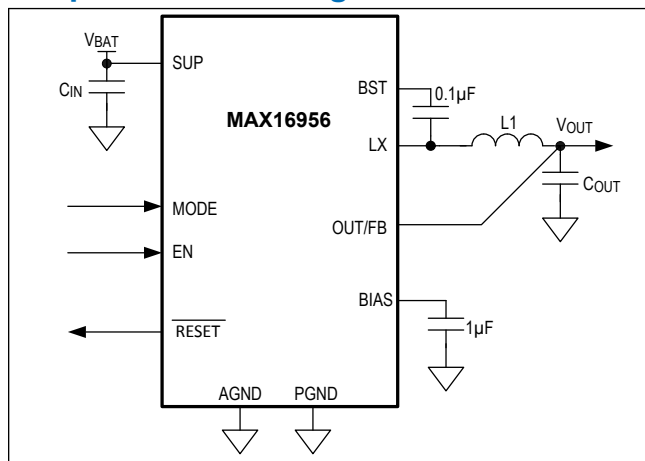 VBAT
SUP
CIN
BST
0.1µF
MAX16956
L1
VOUT
LX
COUT
MODE
OUT/FB
EN
BIAS
RESET
1µF
AGND
PGND